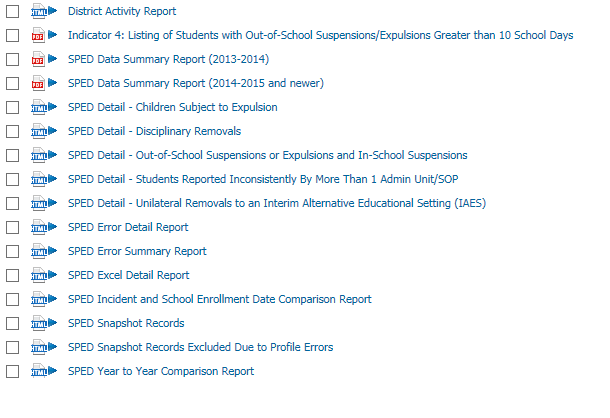 District Activity Report
Indicator 4: Listing of Students with Out-of-School Suspensions/Expulsions Greater than 10 School Days
SPED Data Summary Report (2013-2014)
SPED Data Summary Report (2014-2015 and newer)
SPED Detail - Children Subject to Expulsion
SPED Detail - Disciplinary Removals
SPED Detail - Out-of-School Suspensions or Expulsions and In-School Suspensions
SPED Detail - Students Reported Inconsistently By More Than 1 Admin Unit/SOP
SPED Detail - Unilateral Removals to an Interim Alternative Educational Setting (IAES)
SPED Error Detail Report
SPED Error Summary Report
SPED Excel Detail Report
SPED Incident and School Enrollment Date Comparison Report
SPED Snapshot Records
SPED Snapshot Records Excluded Due to Profile Errors
SPED Year to Year Comparison Report